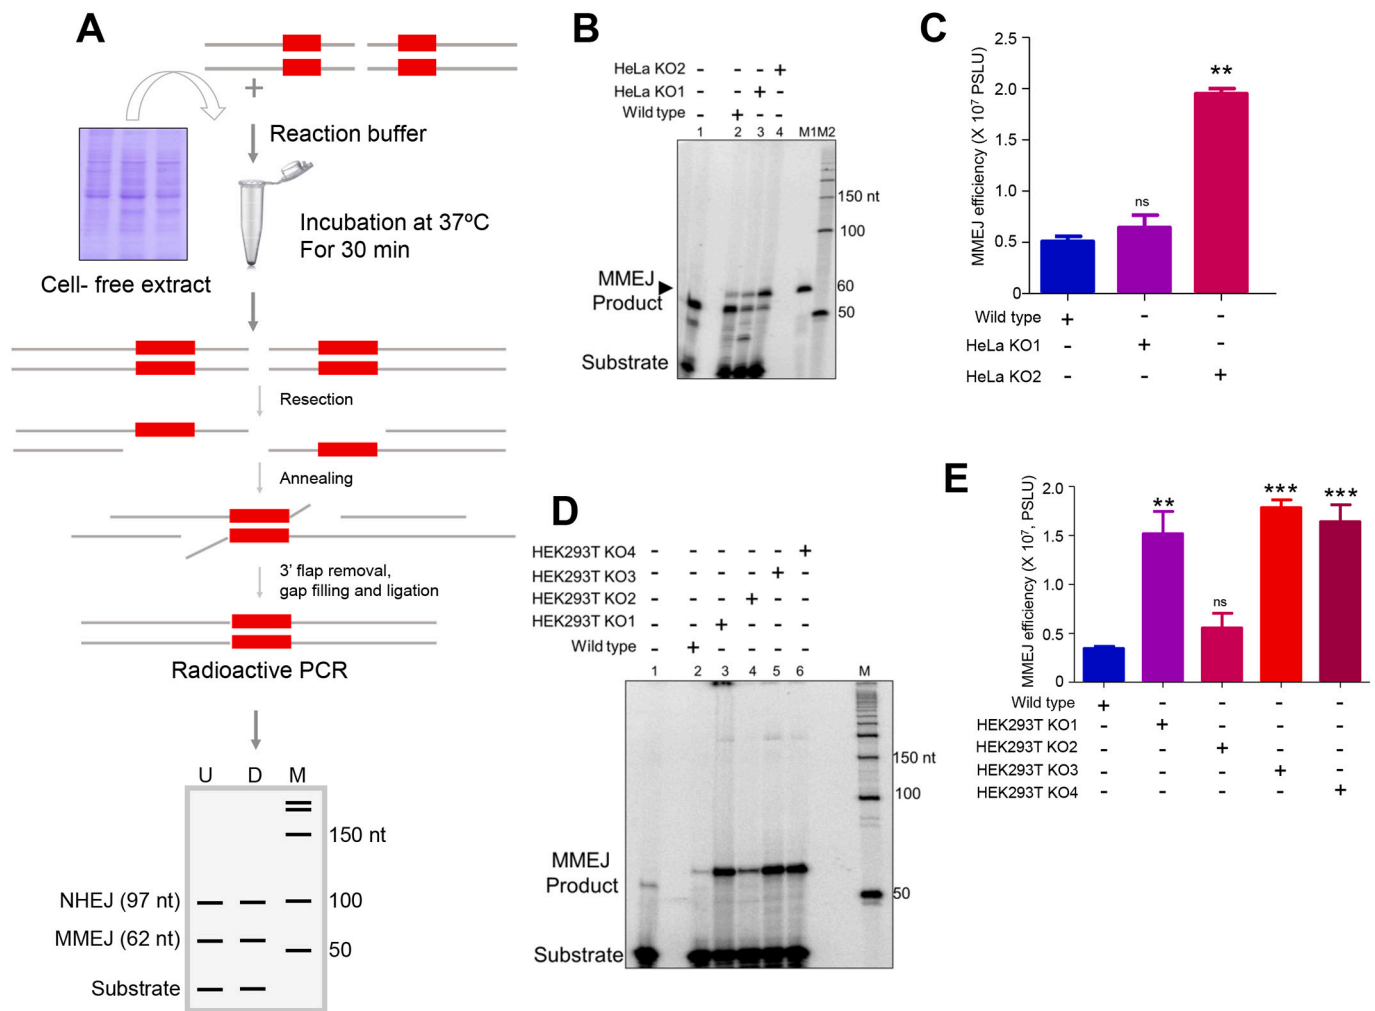 A
+
Reaction buffer
Incubation at 37ºC
For 30 min
Cell- free extract
Resection
Annealing
3’ flap removal,
gap filling and ligation
Radioactive PCR
U D M
150 nt
NHEJ (97 nt) 100
MMEJ (62 nt) 50
Substrate
B
HeLa KO2 - - - +
HeLa KO1 - - + -
Wild type - + - -
1 2 3 4 M1M2
150 nt
100
MMEJ 60
Product
50
Substrate
C
MMEJ efficiency (X 10⁷ PSLU)
2.5
2.0
1.5
1.0
0.5
0
ns
**
Wild type + - -
HeLa KO1 - + -
HeLa KO2 - - +
D
HEK293T KO4 - - - - - +
HEK293T KO3 - - - - + -
HEK293T KO2 - - - + - -
HEK293T KO1 - - + - - -
Wild type - + - - - -
1 2 3 4 5 6 M
150 nt
100
MMEJ
Product
50
Substrate
E
MMEJ efficiency (X 10⁷, PSLU)
2.0
1.5
1.0
0.5
0
** ns *** ***
Wild type + - - - -
HEK293T KO1 - + - - -
HEK293T KO2 - - + - -
HEK293T KO3 - - - + -
HEK293T KO4 - - - - +